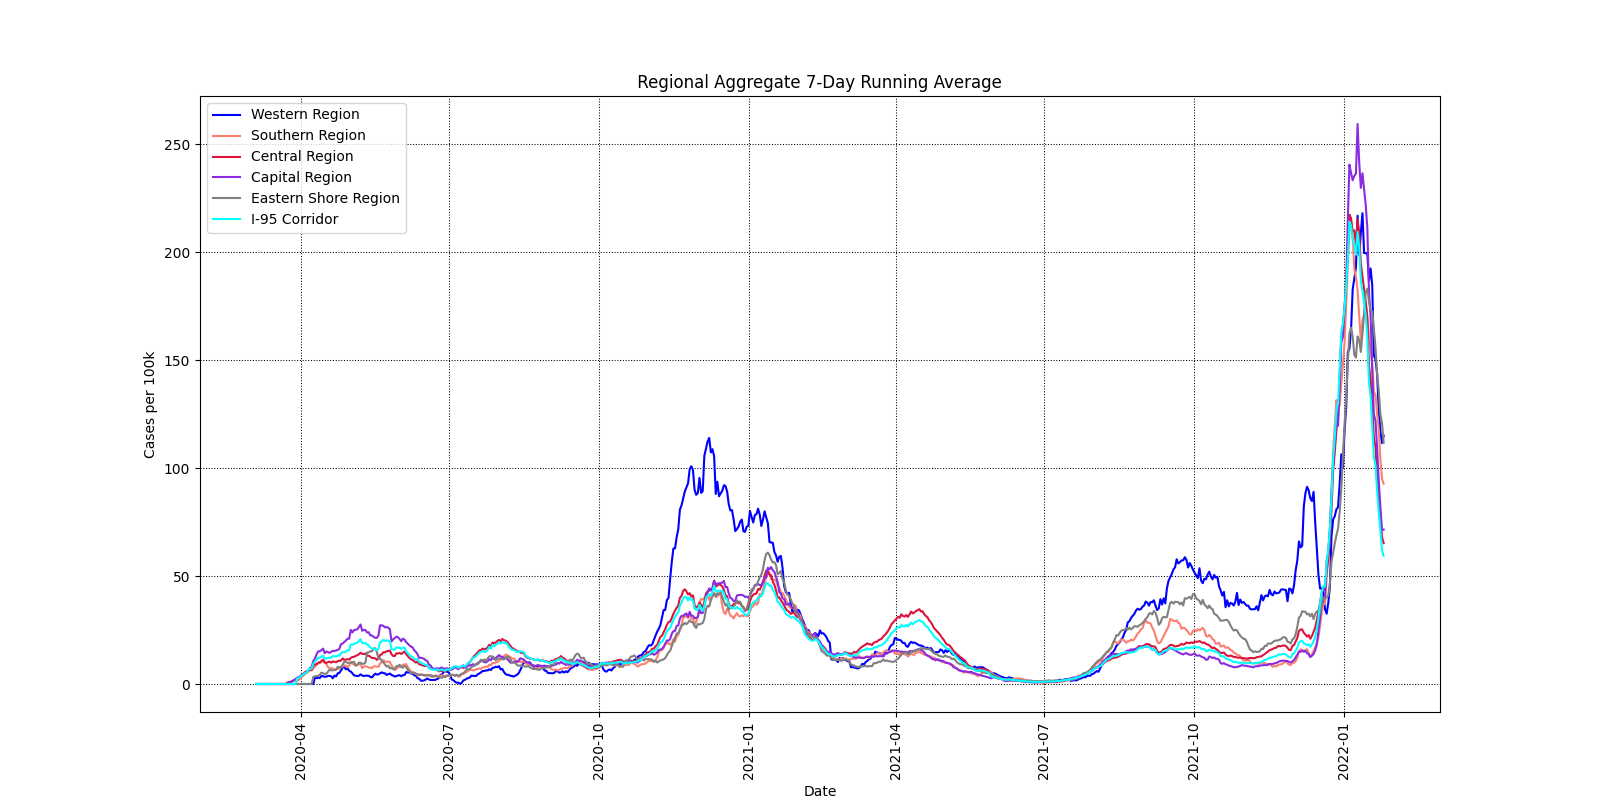 Regional Aggregate 7-Day Running Average
Western Region
Southern Region
Central Region
Capital Region
Eastern Shore Region
I-95 Corridor
Cases per 100k
250
200
150
100
50
0
2020-04
2020-07
2020-10
2021-01
2021-04
2021-07
2021-10
2022-01
Date